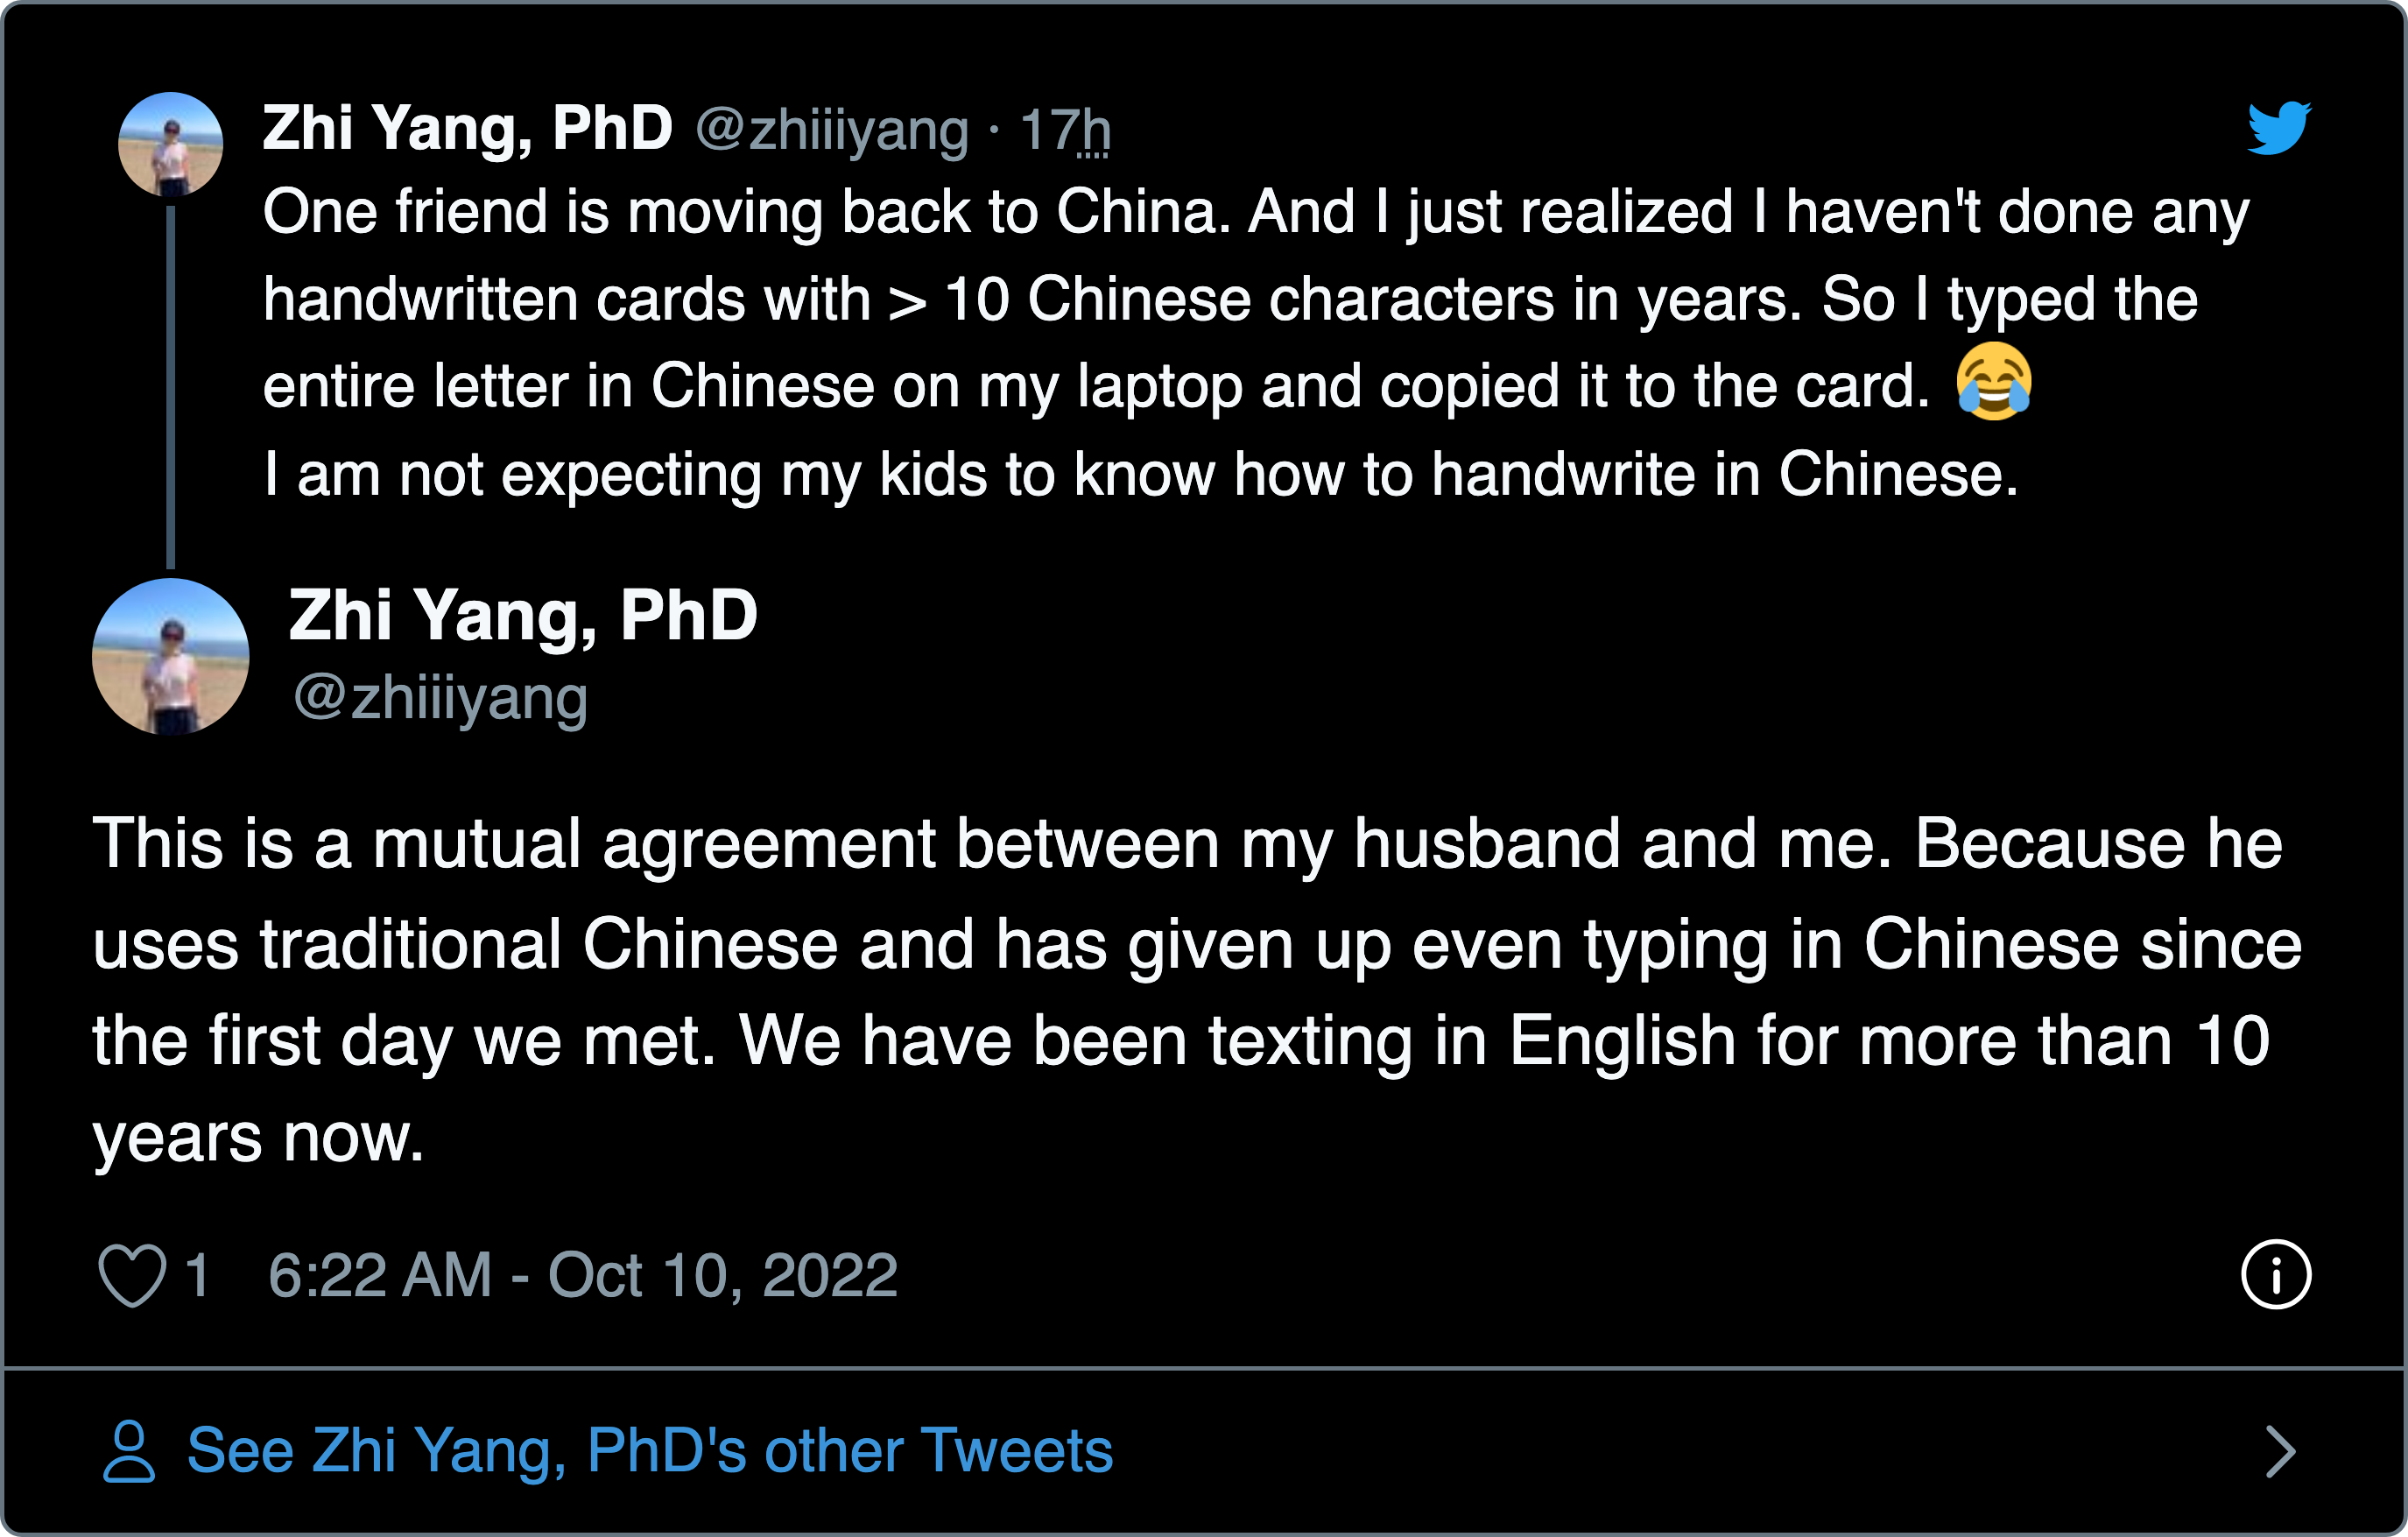 Zhi Yang, PhD @zhiiiyang · 17h
One friend is moving back to China. And I just realized I haven't done any
handwritten cards with > 10 Chinese characters in years. So I typed the
entire letter in Chinese on my laptop and copied it to the card. 😂
I am not expecting my kids to know how to handwrite in Chinese.
Zhi Yang, PhD
@zhiiiyang
This is a mutual agreement between my husband and me. Because he
uses traditional Chinese and has given up even typing in Chinese since
the first day we met. We have been texting in English for more than 10
years now.
1 6:22 AM - Oct 10, 2022
See Zhi Yang, PhD's other Tweets